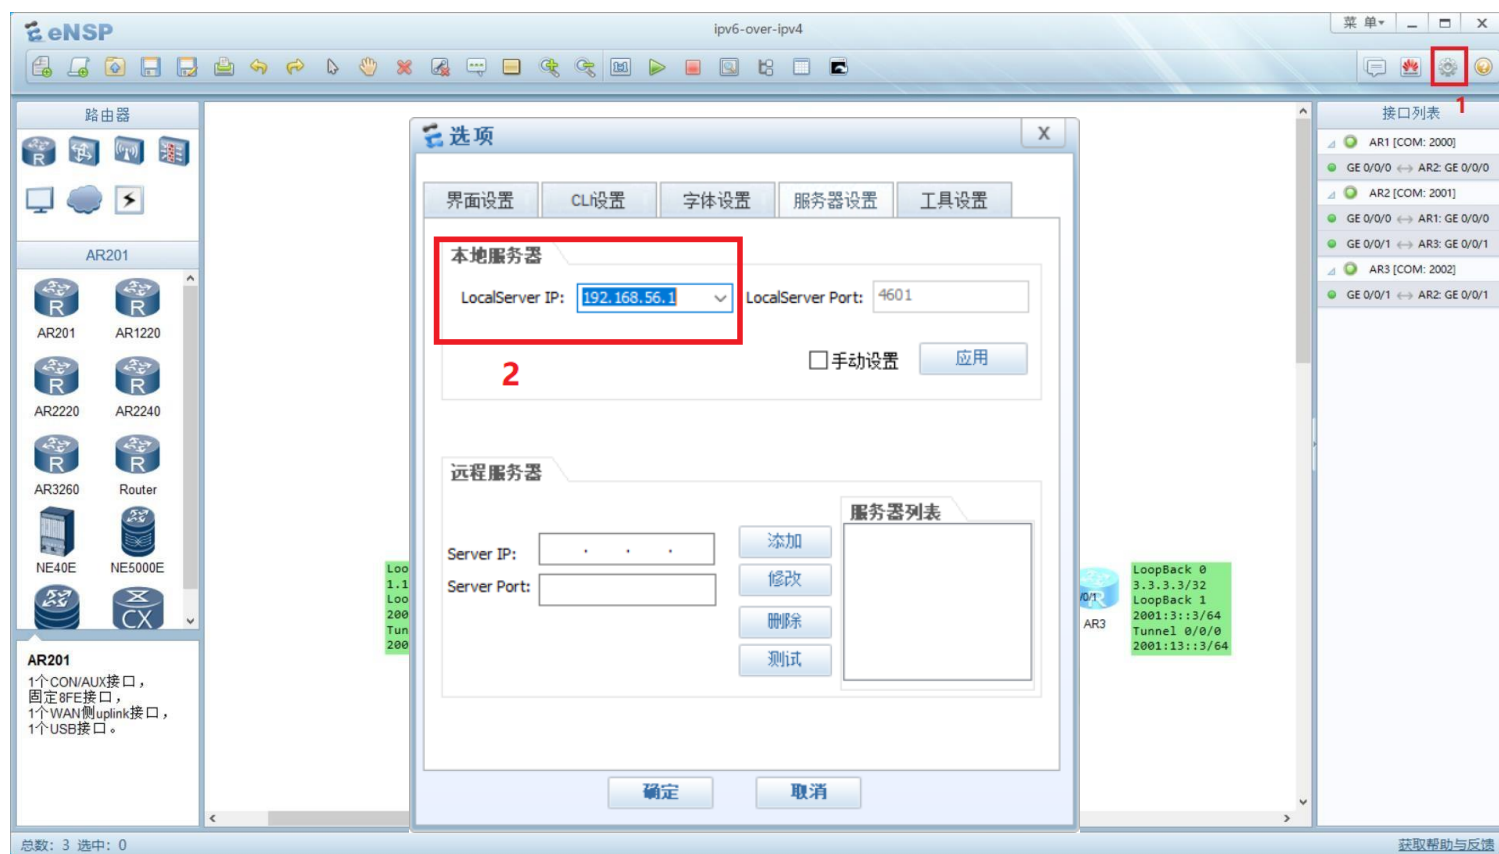 eNSP
ipv6-over-ipv4
菜 单
1
路由器
AR201
AR201
AR1220
AR2220
AR2240
AR3260
Router
NE40E
NE5000E
CX
AR201
1个CON/AUX接口，
固定8FE接口，
1个WAN侧uplink接口，
1个USB接口。
选项
X
界面设置
CLI设置
字体设置
服务器设置
工具设置
本地服务器
LocalServer IP: 192.168.56.1
LocalServer Port: 4601
2
手动设置
应用
远程服务器
Server IP: . . .
Server Port:
添加
修改
删除
测试
服务器列表
确定
取消
Loo
1.1
Loo
200
Tun
200
0/1
AR3
LoopBack 0
3.3.3.3/32
LoopBack 1
2001:3::3/64
Tunnel 0/0/0
2001:13::3/64
接口列表
AR1 [COM: 2000]
GE 0/0/0 <-> AR2: GE 0/0/0
AR2 [COM: 2001]
GE 0/0/0 <-> AR1: GE 0/0/0
GE 0/0/1 <-> AR3: GE 0/0/1
AR3 [COM: 2002]
GE 0/0/1 <-> AR2: GE 0/0/1
总数: 3 选中: 0
获取帮助与反馈